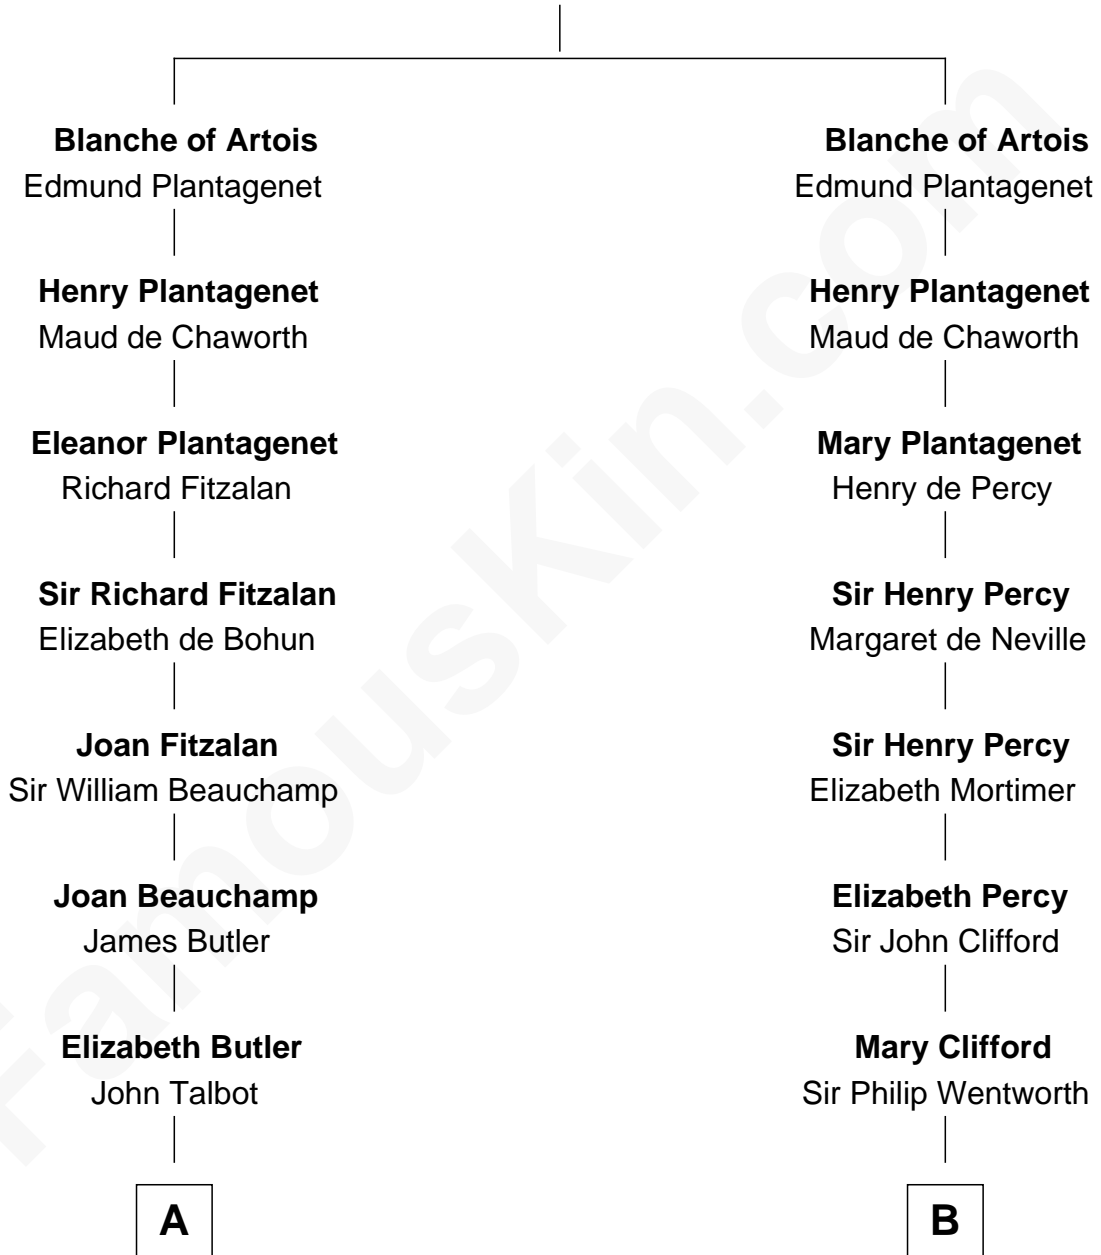 Blanche of Artois
Edmund Plantagenet
Henry Plantagenet
Maud de Chaworth
Eleanor Plantagenet
Richard Fitzalan
Sir Richard Fitzalan
Elizabeth de Bohun
Joan Fitzalan
Sir William Beauchamp
Joan Beauchamp
James Butler
Elizabeth Butler
John Talbot
A
Blanche of Artois
Edmund Plantagenet
Henry Plantagenet
Maud de Chaworth
Mary Plantagenet
Henry de Percy
Sir Henry Percy
Margaret de Neville
Sir Henry Percy
Elizabeth Mortimer
Elizabeth Percy
Sir John Clifford
Mary Clifford
Sir Philip Wentworth
B
FamousKin.com